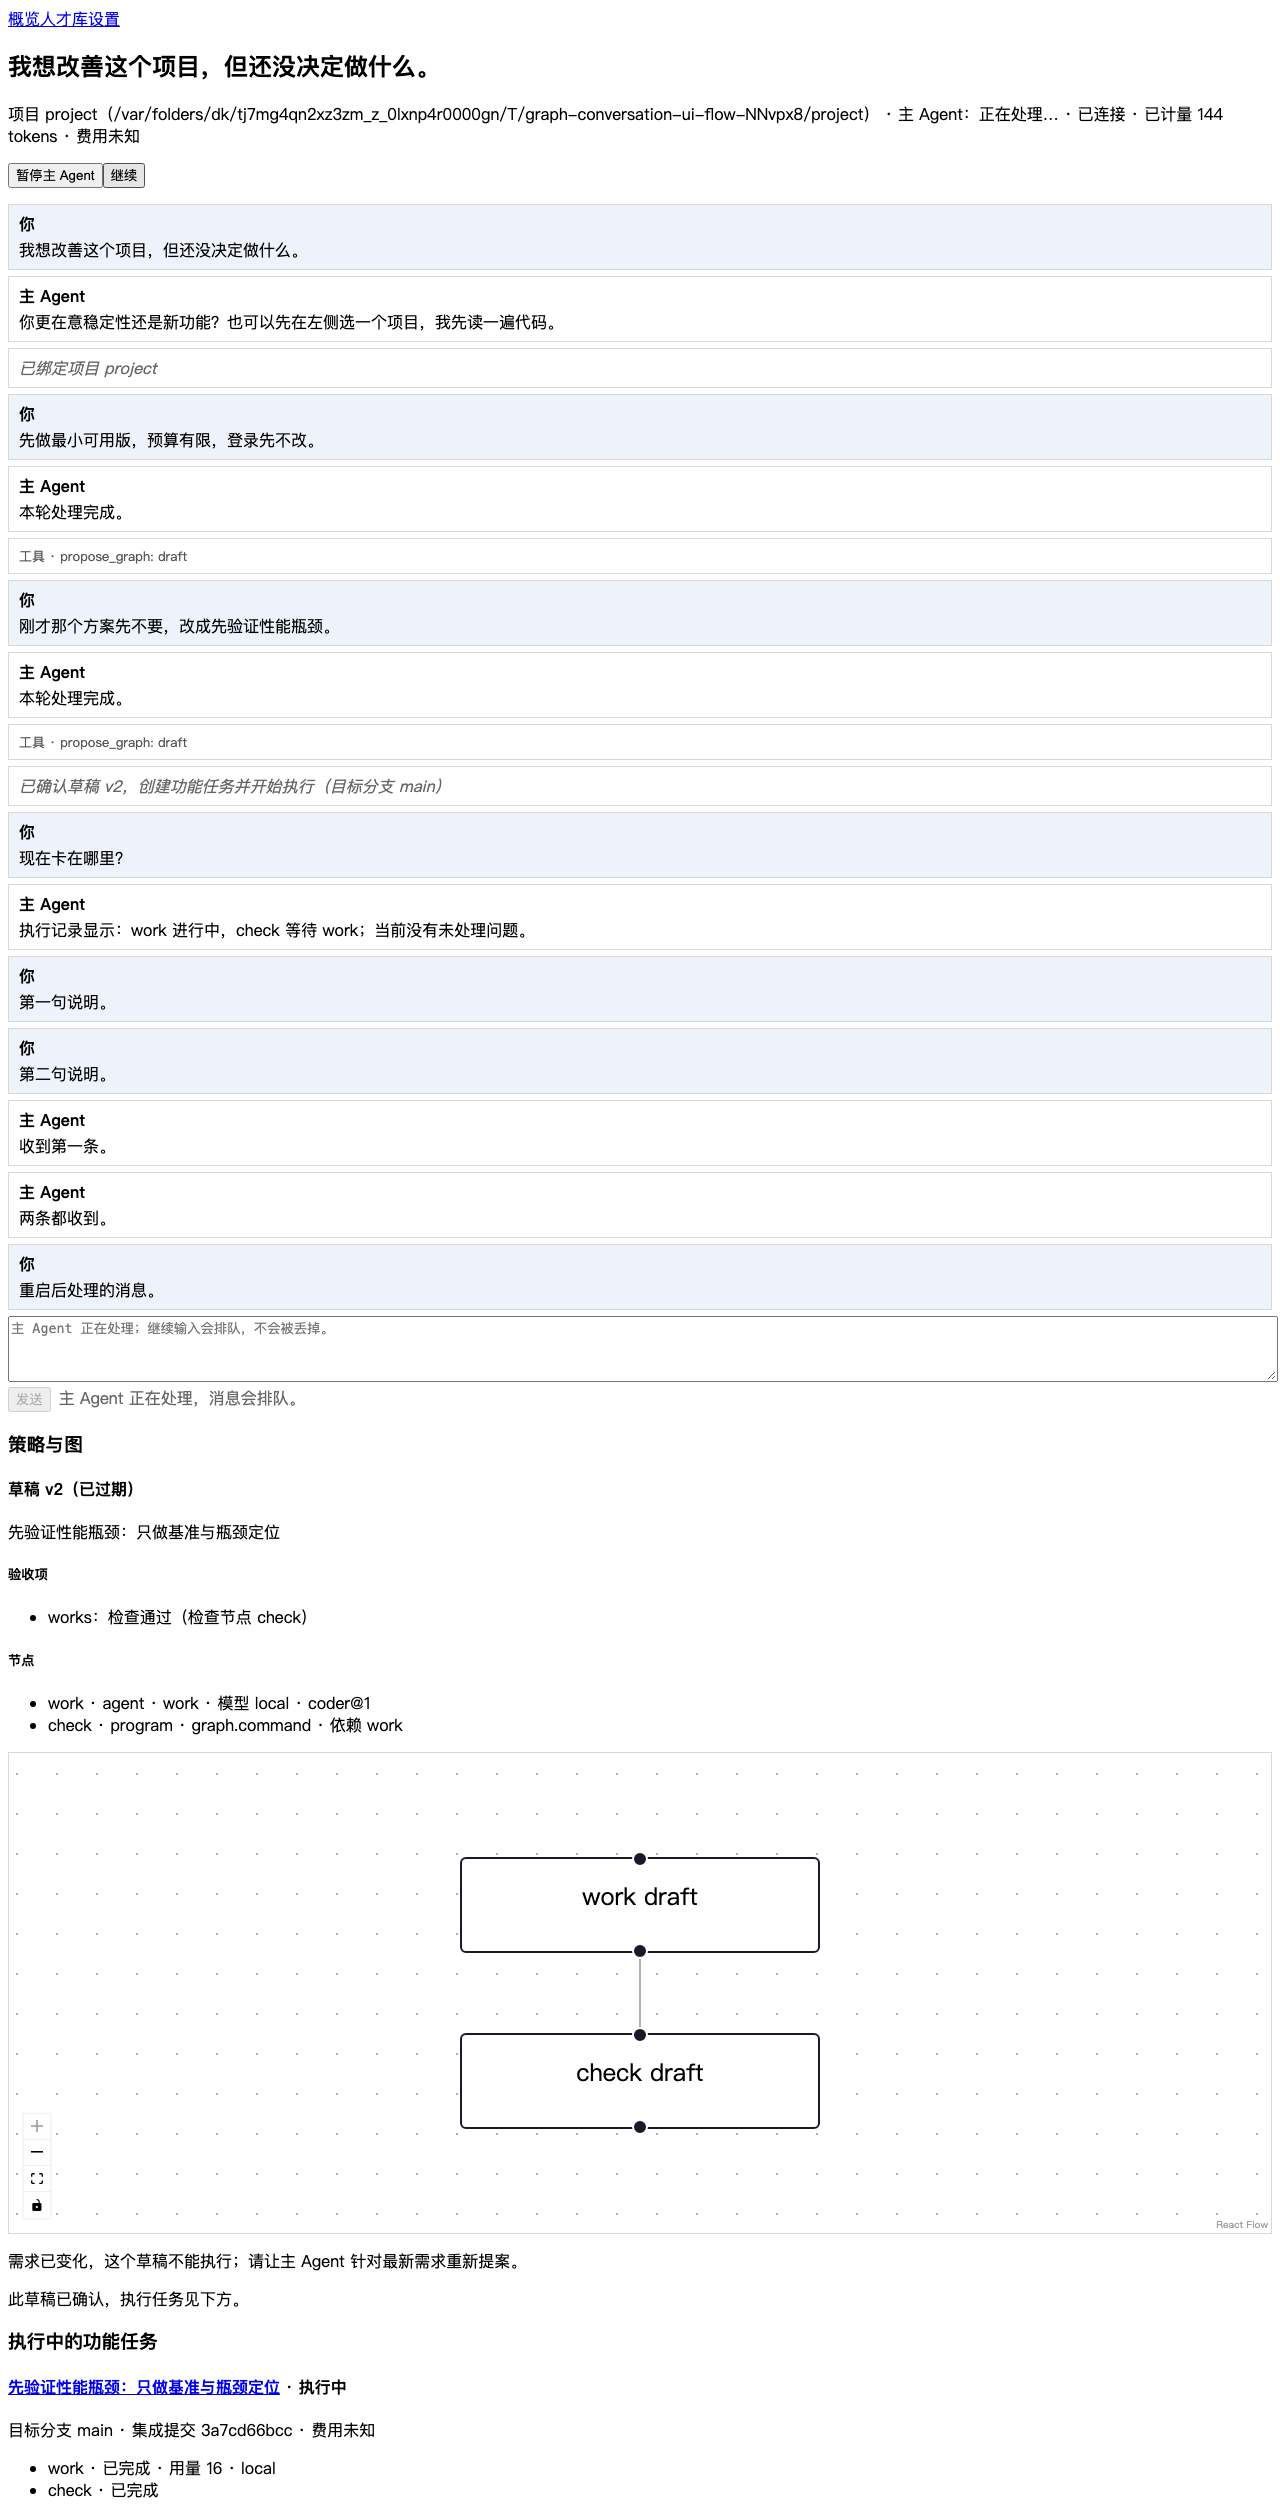 概览人才库设置
我想改善这个项目，但还没决定做什么。
项目 project（/var/folders/dk/tj7mg4qn2xz3zm_z_0lxnp4r0000gn/T/graph-conversation-ui-flow-NNvpx8/project） · 主 Agent：正在处理… · 已连接 · 已计量 144
tokens · 费用未知
暂停主 Agent 继续
你
我想改善这个项目，但还没决定做什么。
主 Agent
你更在意稳定性还是新功能？也可以先在左侧选一个项目，我先读一遍代码。
已绑定项目 project
你
先做最小可用版，预算有限，登录先不改。
主 Agent
本轮处理完成。
工具 · propose_graph: draft
你
刚才那个方案先不要，改成先验证性能瓶颈。
主 Agent
本轮处理完成。
工具 · propose_graph: draft
已确认草稿 v2，创建功能任务并开始执行（目标分支 main）
你
现在卡在哪里？
主 Agent
执行记录显示：work 进行中，check 等待 work；当前没有未处理问题。
你
第一句说明。
你
第二句说明。
主 Agent
收到第一条。
主 Agent
两条都收到。
你
重启后处理的消息。
主 Agent 正在处理；继续输入会排队，不会被丢掉。
发送 主 Agent 正在处理，消息会排队。
策略与图
草稿 v2（已过期）
先验证性能瓶颈：只做基准与瓶颈定位
验收项
works：检查通过（检查节点 check）
节点
work · agent · work · 模型 local · coder@1
check · program · graph.command · 依赖 work
work draft
check draft
React Flow
需求已变化，这个草稿不能执行；请让主 Agent 针对最新需求重新提案。
此草稿已确认，执行任务见下方。
执行中的功能任务
先验证性能瓶颈：只做基准与瓶颈定位 · 执行中
目标分支 main · 集成提交 3a7cd66bcc · 费用未知
work · 已完成 · 用量 16 · local
check · 已完成